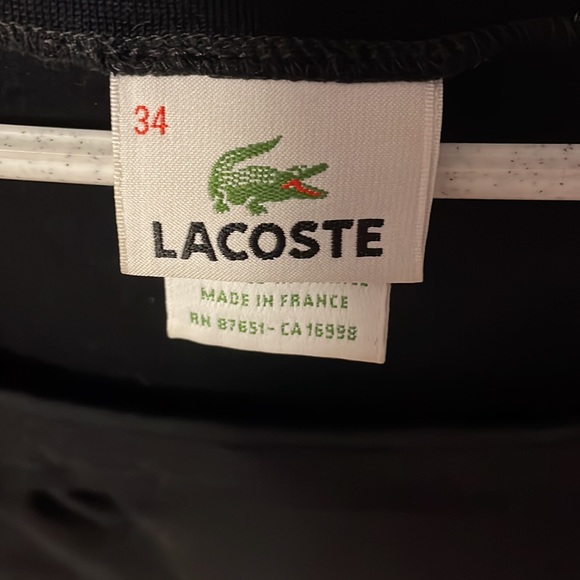 34
LACOSTE
MADE IN FRANCE
RN 87651-CA 16998